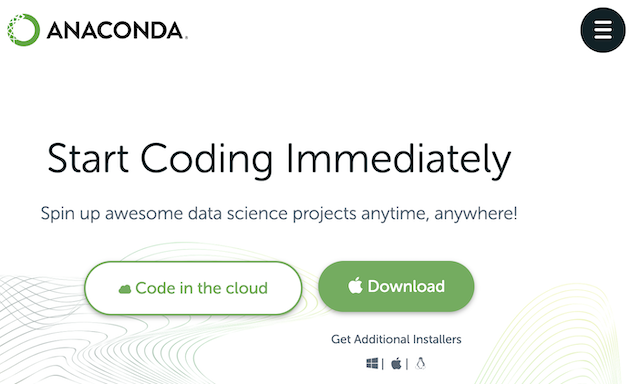 ANACONDA.
Start Coding Immediately
Spin up awesome data science projects anytime, anywhere!
Code in the cloud
Download
Get Additional Installers
| |